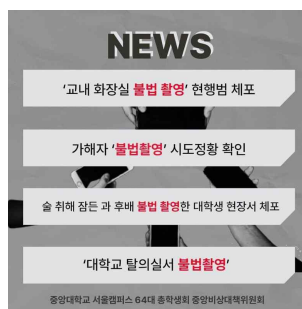 NEWS
‘교내 화장실 불법 촬영’ 현행범 체포
가해자 ‘불법촬영’ 시도정황 확인
술 취해 잠든 과 후배 불법 촬영한 대학생 현장서 체포
‘대학교 탈의실서 불법촬영’
중앙대학교 서울캠퍼스 64대 총학생회 중앙비상대책위원회